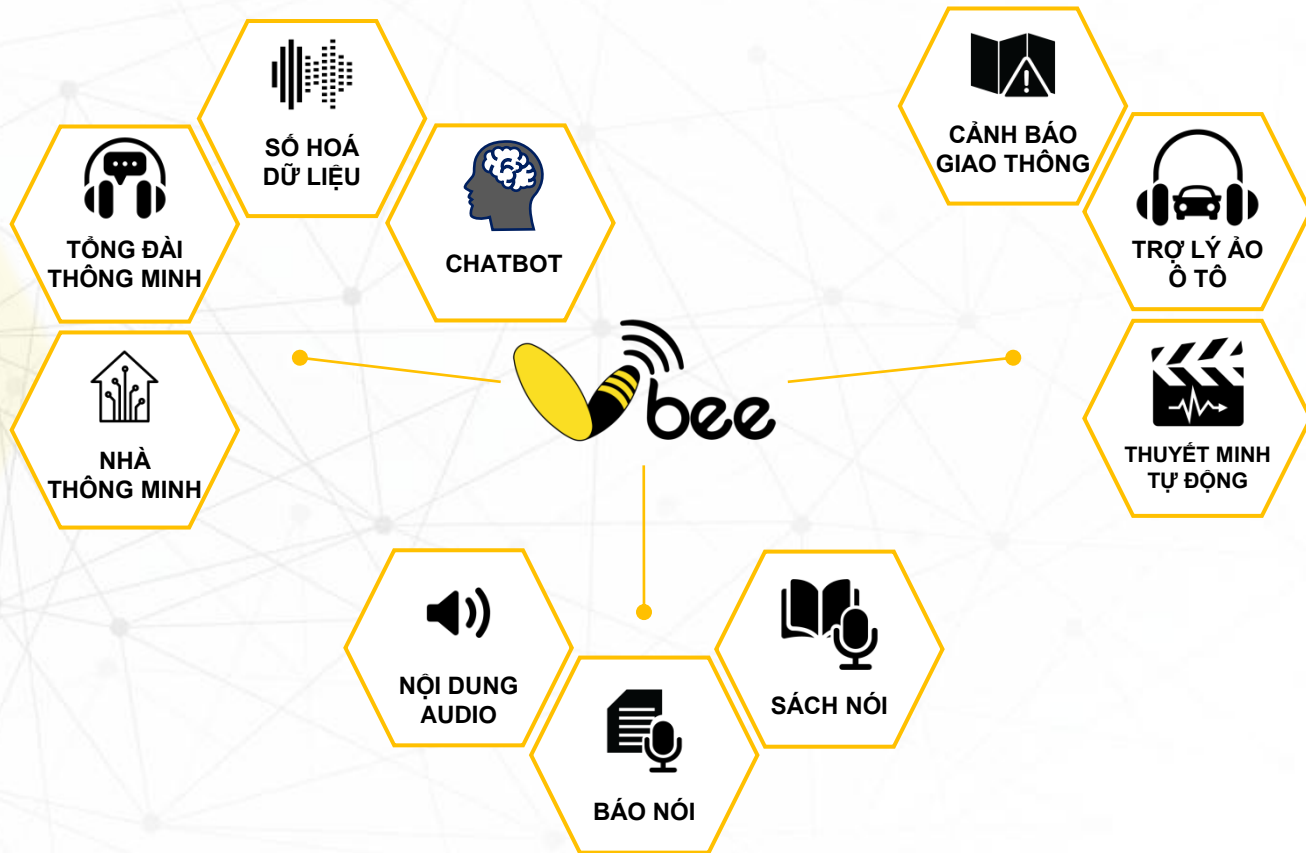 SỐ HOÁ
DỮ LIỆU
TỔNG ĐÀI
THÔNG MINH
CHATBOT
NHÀ
THÔNG MINH
CẢNH BÁO
GIAO THÔNG
TRỢ LÝ ẢO
Ô TÔ
THUYẾT MINH
TỰ ĐỘNG
Vbee
NỘI DUNG
AUDIO
BÁO NÓI
SÁCH NÓI